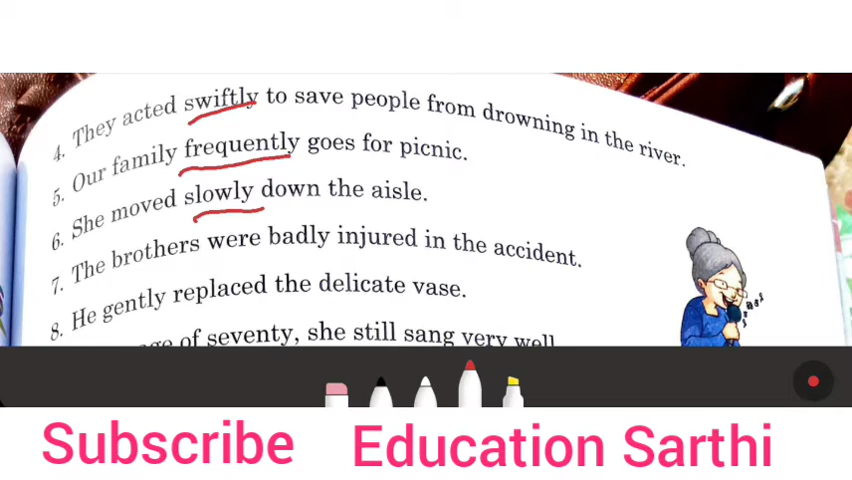 4. They acted swiftly to save people from drowning in the river.
5. Our family frequently goes for picnic.
6. She moved slowly down the aisle.
7. The brothers were badly injured in the accident.
8. He gently replaced the delicate vase.
of seventy, she still sang very well
Subscribe Education Sarthi